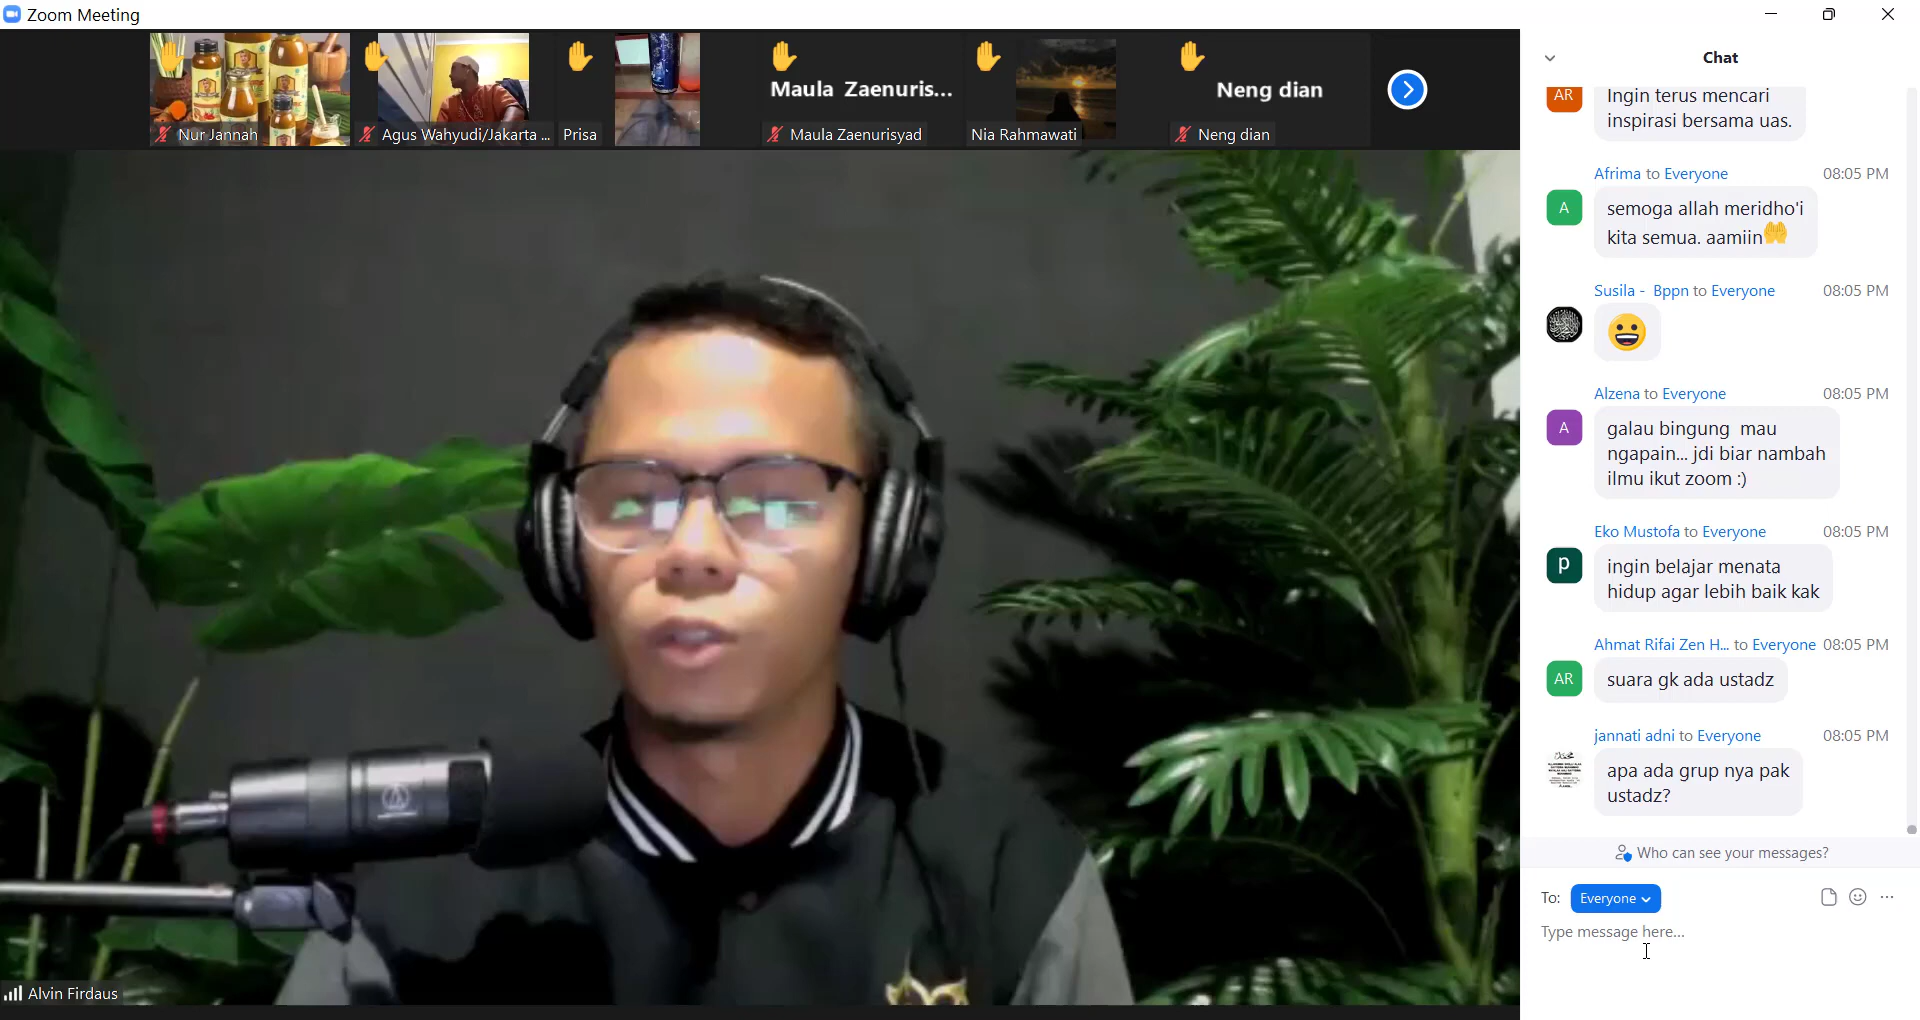 Zoom Meeting
Maula Zaenuris...
Neng dian
Nur Jannah
Agus Wahyudi/Jakarta ...
Prisa
Maula Zaenurisyad
Nia Rahmawati
Neng dian
Alvin Firdaus
Chat
AR
Ingin terus mencari
inspirasi bersama uas.
Afrima to Everyone 08:05 PM
A
semoga allah meridho'i
kita semua. aamiin🤲
Susila - Bppn to Everyone 08:05 PM
😀
Alzena to Everyone 08:05 PM
A
galau bingung mau
ngapain... jdi biar nambah
ilmu ikut zoom :)
Eko Mustofa to Everyone 08:05 PM
p
ingin belajar menata
hidup agar lebih baik kak
Ahmat Rifai Zen H... to Everyone 08:05 PM
AR
suara gk ada ustadz
jannati adni to Everyone 08:05 PM
apa ada grup nya pak
ustadz?
Who can see your messages?
To: Everyone
Type message here...